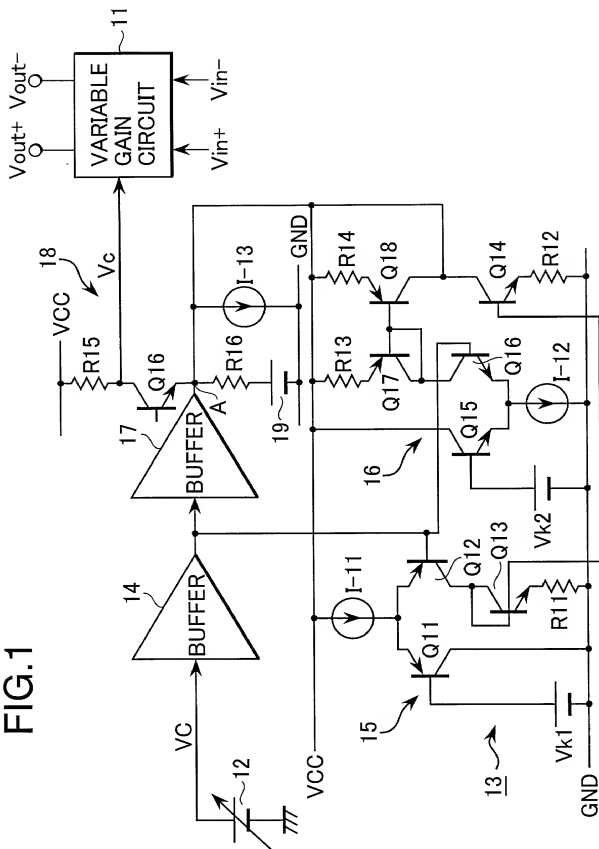 FIG.1
VC
12
14
BUFFER
17
BUFFER
VCC
18
R15
Vc
Q16
A
R16
19
I-13
GND
Vout+
Vout-
VARIABLE
GAIN
CIRCUIT
11
Vin+
Vin-
VCC
I-11
15
Q11
Q12
Q13
R11
Vk1
13
GND
16
Q15
Q16
Vk2
I-12
R13
R14
Q17
Q18
Q14
R12